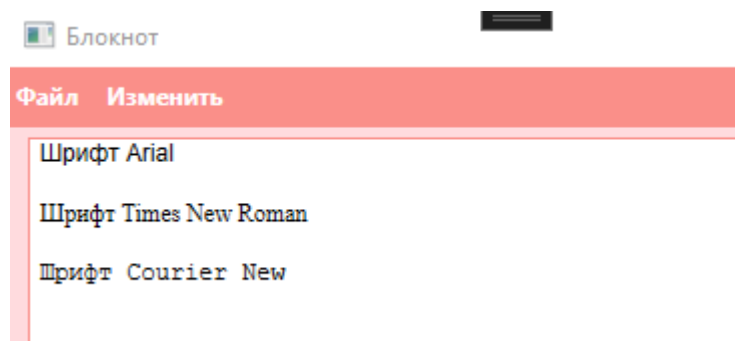 Блокнот
Файл Изменить
Шрифт Arial
Шрифт Times New Roman
Шрифт Courier New